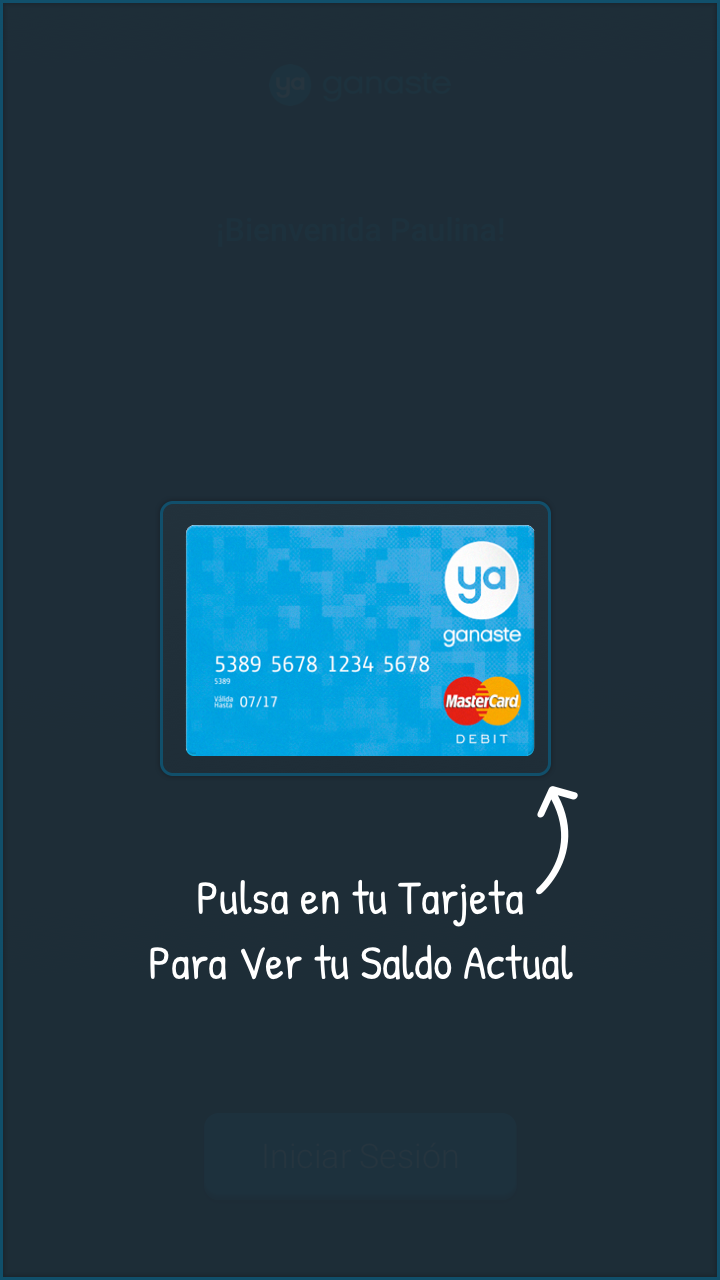 ya ganaste
¡Bienvenida Paulina!
ya
ganaste
5389 5678 1234 5678
5389
Válida
Hasta 07/17
MasterCard
DEBIT
Pulsa en tu Tarjeta
Para Ver tu Saldo Actual
Iniciar Sesión